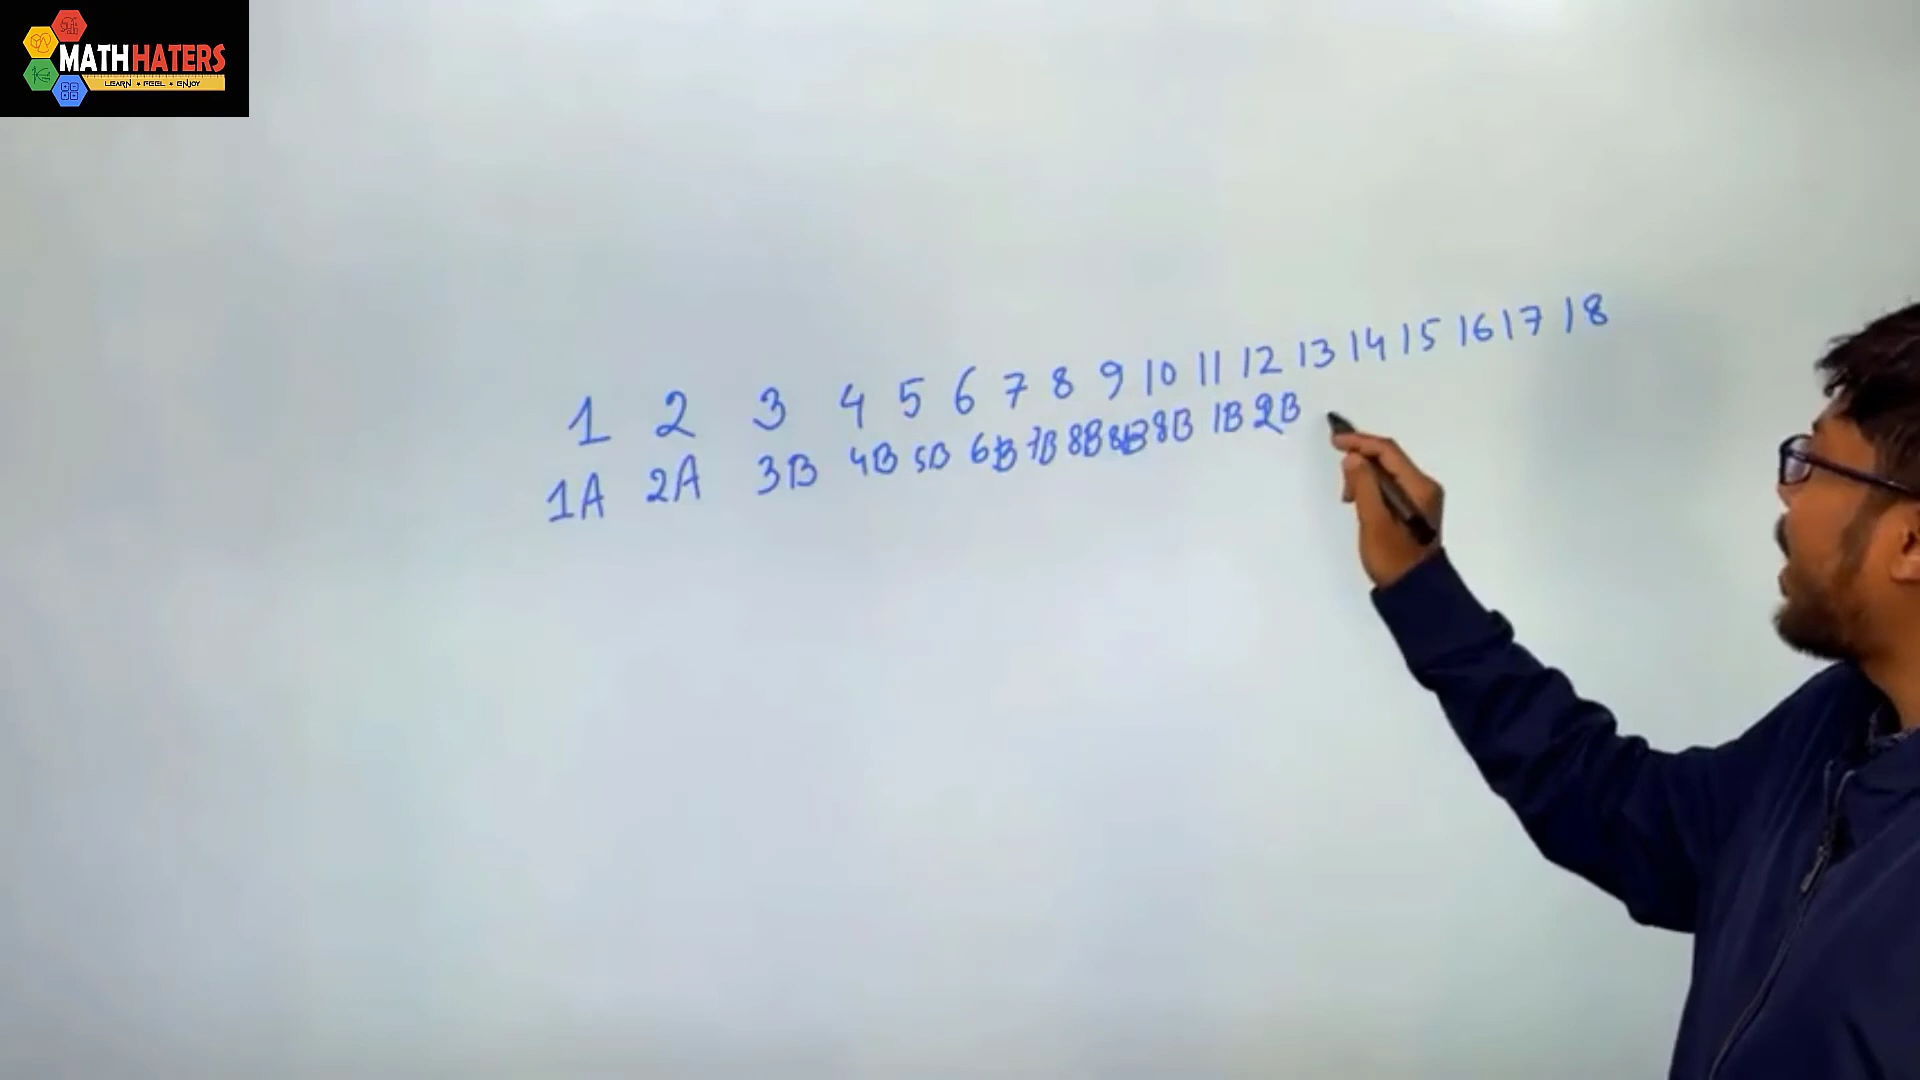 MATHHATERS
LEARN • FEEL • ENJOY
1 2 3 4 5 6 7 8 9 10 11 12 13 14 15 16 17 18
1A 2A 3B 4B 5B 6B 7B 8B 8B 1B 2B